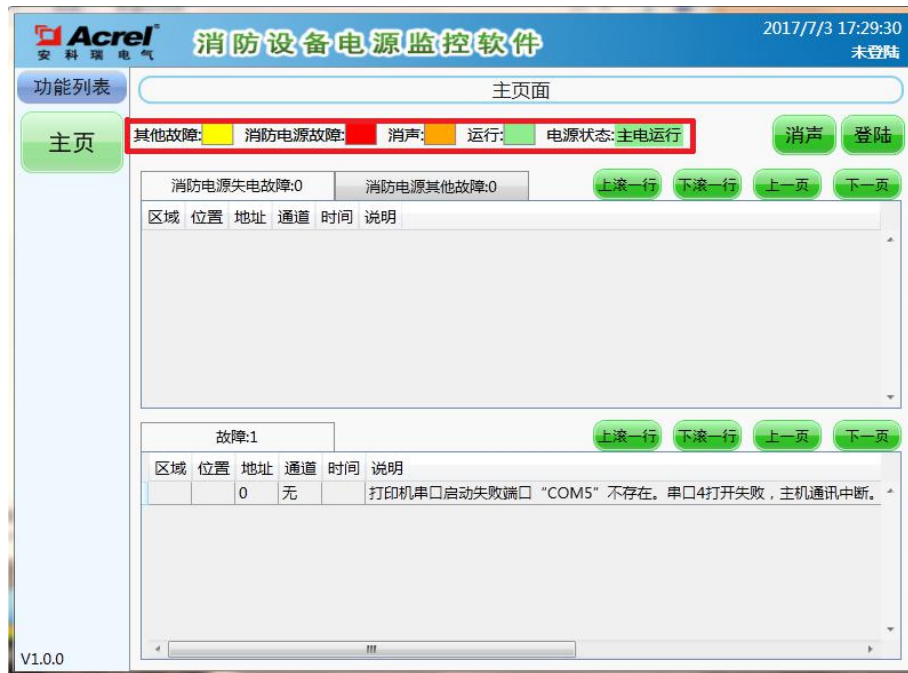 Acrel®
安科瑞电气
消防设备电源监控软件
2017/7/3 17:29:30
未登陆
功能列表
主页面
主页
其他故障: 消防电源故障: 消声: 运行: 电源状态:主电运行
消声 登陆
消防电源失电故障:0 消防电源其他故障:0 上滚一行 下滚一行 上一页 下一页
区域 位置 地址 通道 时间 说明
故障:1 上滚一行 下滚一行 上一页 下一页
区域 位置 地址 通道 时间 说明
0 无 打印机串口启动失败端口“COM5”不存在。串口4打开失败，主机通讯中断。
V1.0.0